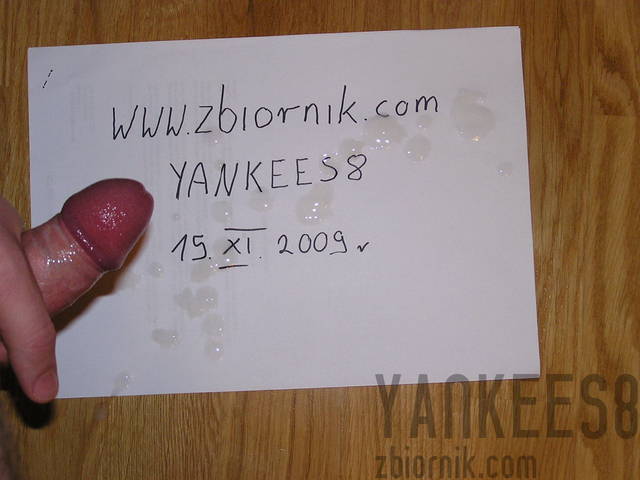 www.zbiornik.com
YANKEES8
15. XI. 2009 r
YANKEES8
zbiornik.com